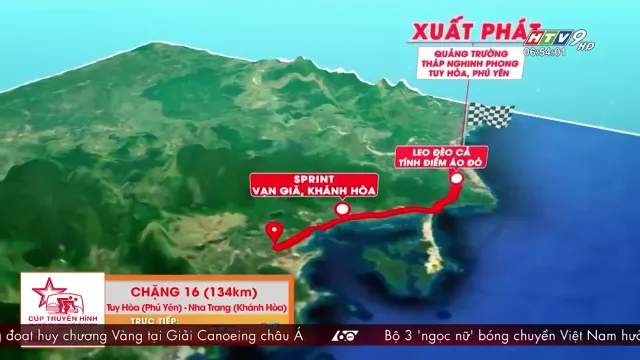 XUẤT PHÁT
HTV9 HD
06:54:01
QUẢNG TRƯỜNG
THÁP NGHINH PHONG
TUY HÒA, PHÚ YÊN
LEO ĐÈO CẢ
TÍNH ĐIỂM ÁO ĐỎ
SPRINT
VẠN GIÃ, KHÁNH HÒA
CHẶNG 16 (134km)
Tuy Hòa (Phú Yên) - Nha Trang (Khánh Hòa)
CÚP TRUYỀN HÌNH
TRỰC TIẾP:
đoạt huy chương Vàng tại Giải Canoeing châu Á
60
Bộ 3 'ngọc nữ' bóng chuyền Việt Nam